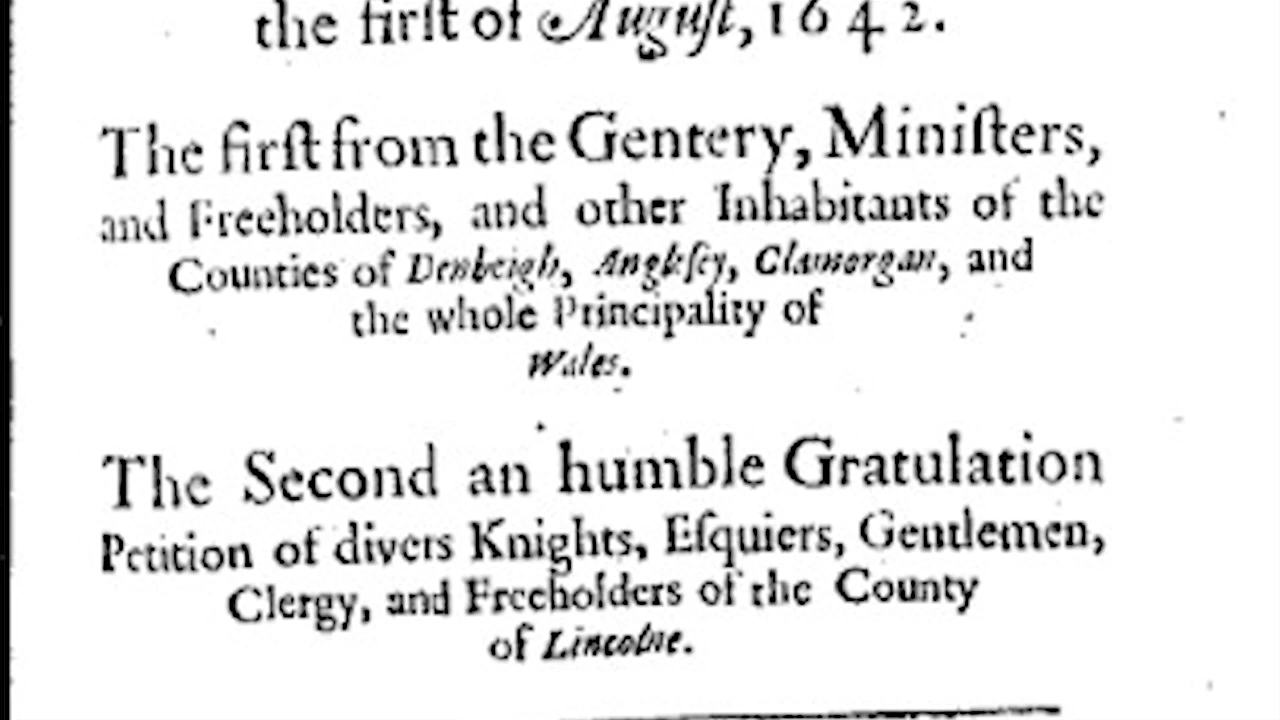 the firſt of Auguſt, 1642.
The firſt from the Gentery, Miniſters,
and Freeholders, and other Inhabitants of the
Counties of Denbeigh, Angleſey, Clamorgan, and
the whole Principality of
Wales.
The Second an humble Gratulation
Petition of divers Knights, Eſquiers, Gentlemen,
Clergy, and Freeholders of the County
of Lincolne.